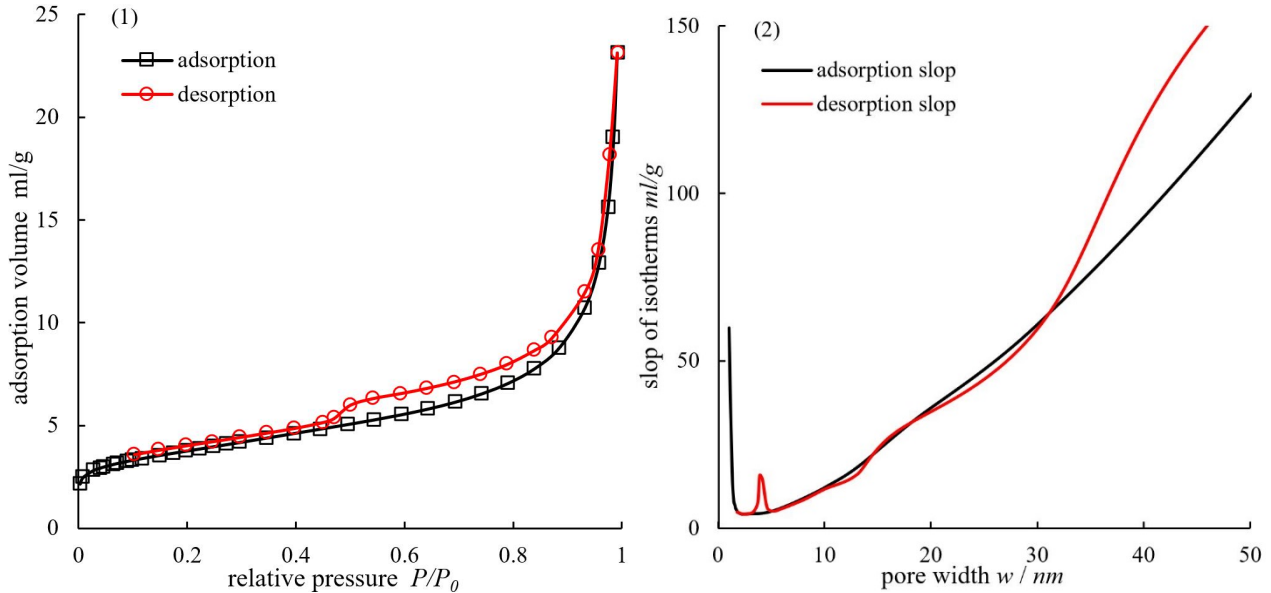 (1)
25
20
15
10
5
0
adsorption volume ml/g
adsorption
desorption
0 0.2 0.4 0.6 0.8 1
relative pressure P/P0
(2)
150
100
50
0
slop of isotherms ml/g
adsorption slop
desorption slop
0 10 20 30 40 50
pore width w / nm